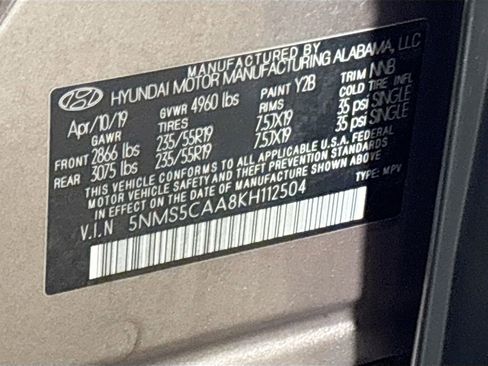 MANUFACTURED BY
HYUNDAI MOTOR MANUFACTURING ALABAMA, LLC
Apr/10/19 GVWR 4960 lbs PAINT Y2B TRIM NNB
GAWR TIRES RIMS COLD TIRE INFL
FRONT 2866 lbs 235/55R19 7.5JX19 35 psi SINGLE
REAR 3075 lbs 235/55R19 7.5JX19 35 psi SINGLE
THIS VEHICLE CONFORMS TO ALL APPLICABLE U.S.A. FEDERAL
MOTOR VEHICLE SAFETY AND THEFT PREVENTION STANDARDS
IN EFFECT ON THE DATE OF MANUFACTURE SHOWN ABOVE
V.I.N 5NMS5CAA8KH112504 TYPE: MPV